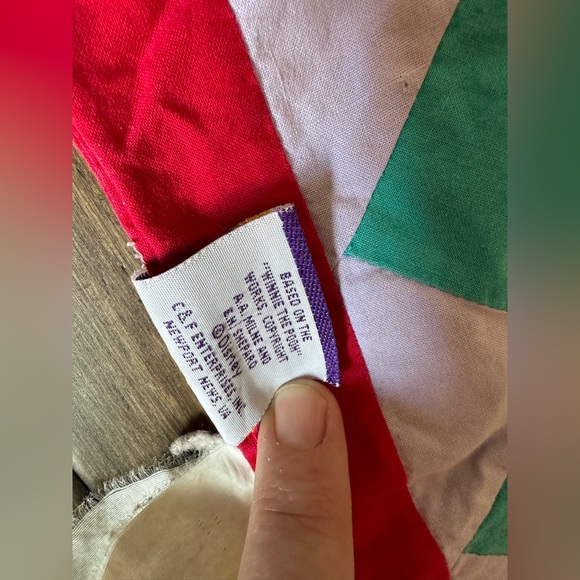 BASED ON THE
"WINNIE THE POOH"
WORKS, COPYRIGHT
A.A. MILNE AND
E.H. SHEPARD
©Disney
C&F ENTERPRISES, INC.
NEWPORT NEWS, VA